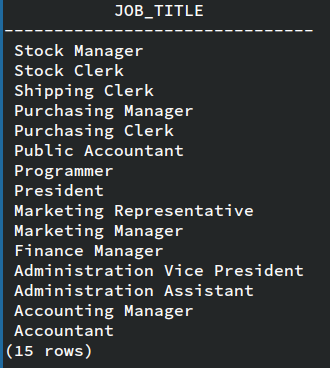 JOB_TITLE
-------------------------------
Stock Manager
Stock Clerk
Shipping Clerk
Purchasing Manager
Purchasing Clerk
Public Accountant
Programmer
President
Marketing Representative
Marketing Manager
Finance Manager
Administration Vice President
Administration Assistant
Accounting Manager
Accountant
(15 rows)